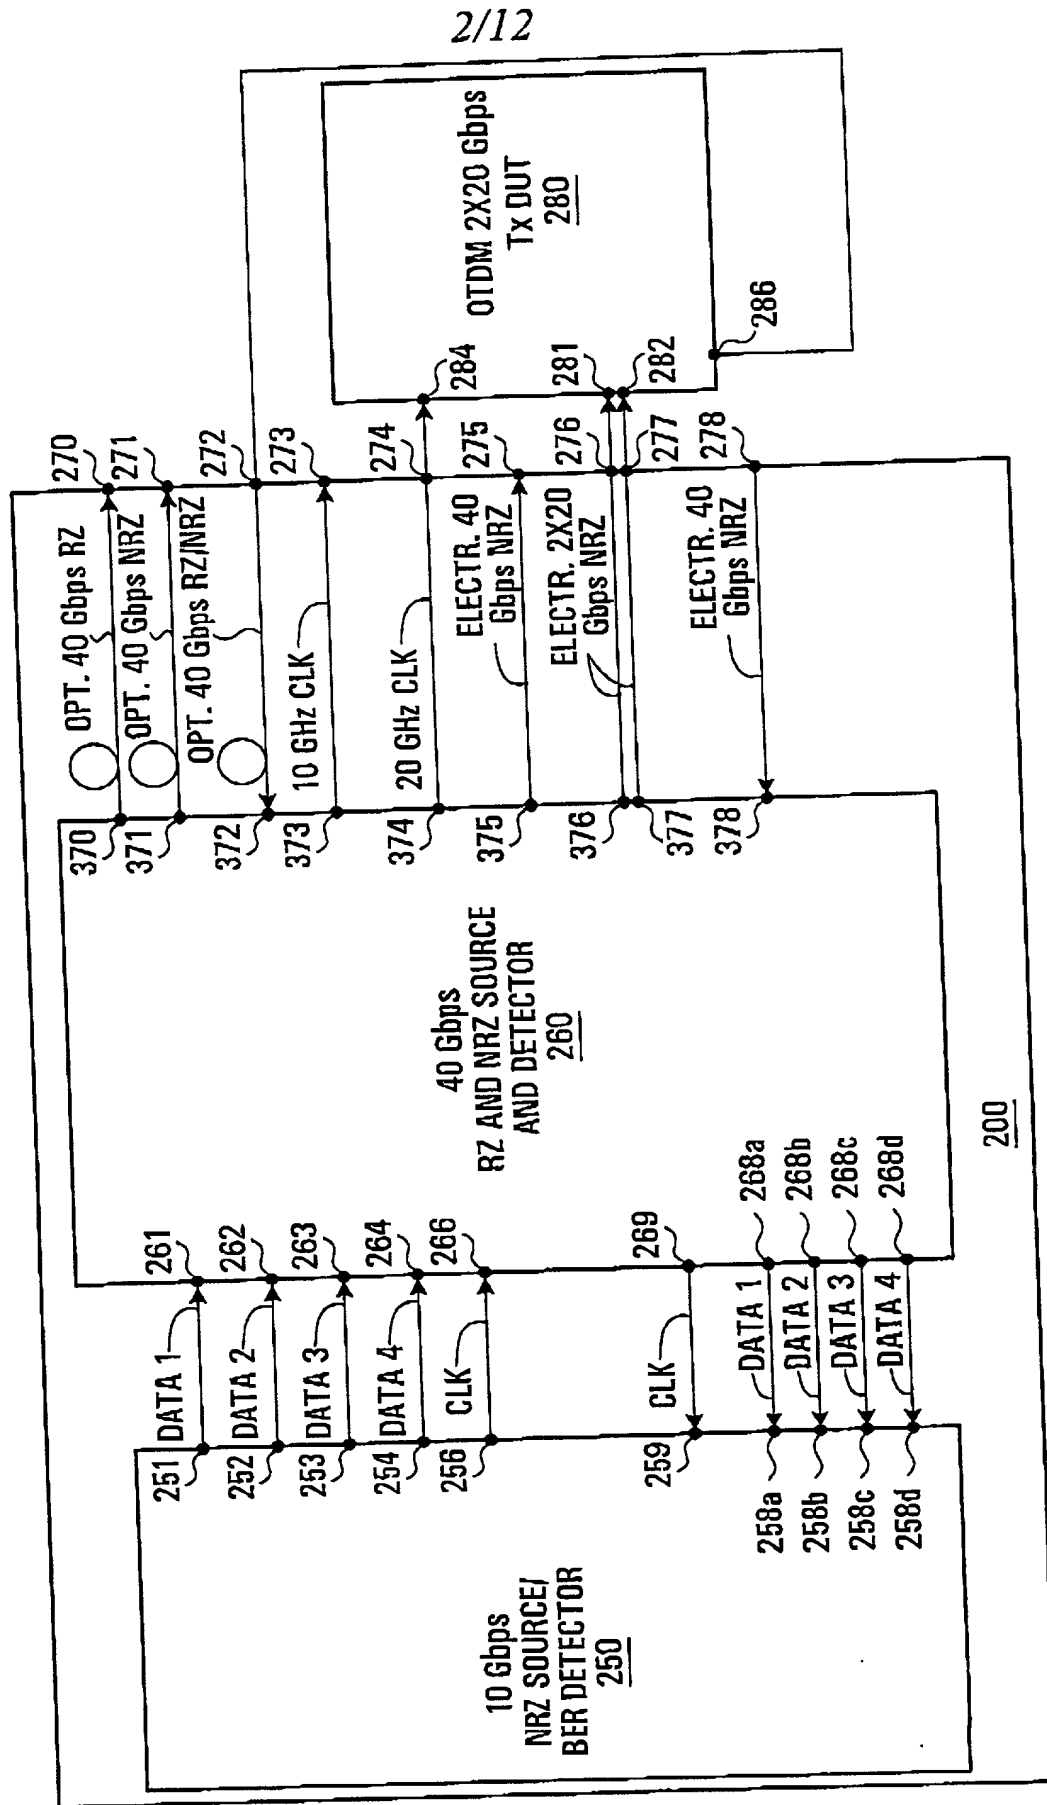 2/12
OTDM 2X20 Gbps
Tx DUT
280
286
284
281
282
270
271
272
273
274
275
276
277
278
OPT. 40 Gbps RZ
OPT. 40 Gbps NRZ
OPT. 40 Gbps RZ/NRZ
10 GHz CLK
20 GHz CLK
ELECTR. 40
Gbps NRZ
ELECTR. 2X20
Gbps NRZ
ELECTR. 40
Gbps NRZ
370
371
372
373
374
375
376
377
378
40 Gbps
RZ AND NRZ SOURCE
AND DETECTOR
260
200
261
262
263
264
266
269
268a
268b
268c
268d
DATA 1
DATA 2
DATA 3
DATA 4
CLK
CLK
DATA 1
DATA 2
DATA 3
DATA 4
251
252
253
254
256
259
258a
258b
258c
258d
10 Gbps
NRZ SOURCE/
BER DETECTOR
250